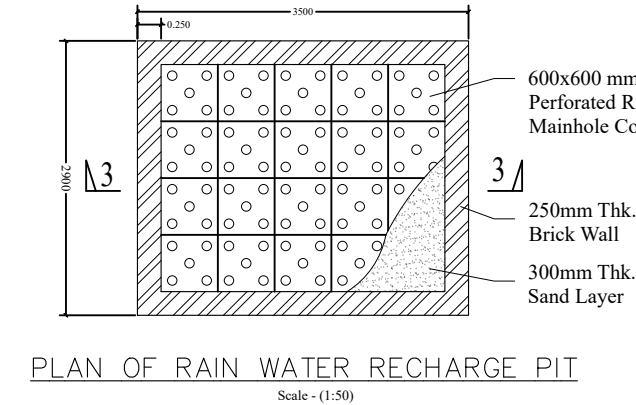 3500
0.250
2900
3
3
600x600 mm
Perforated R
Mainhole Co
250mm Thk.
Brick Wall
300mm Thk.
Sand Layer
PLAN OF RAIN WATER RECHARGE PIT
Scale - (1:50)